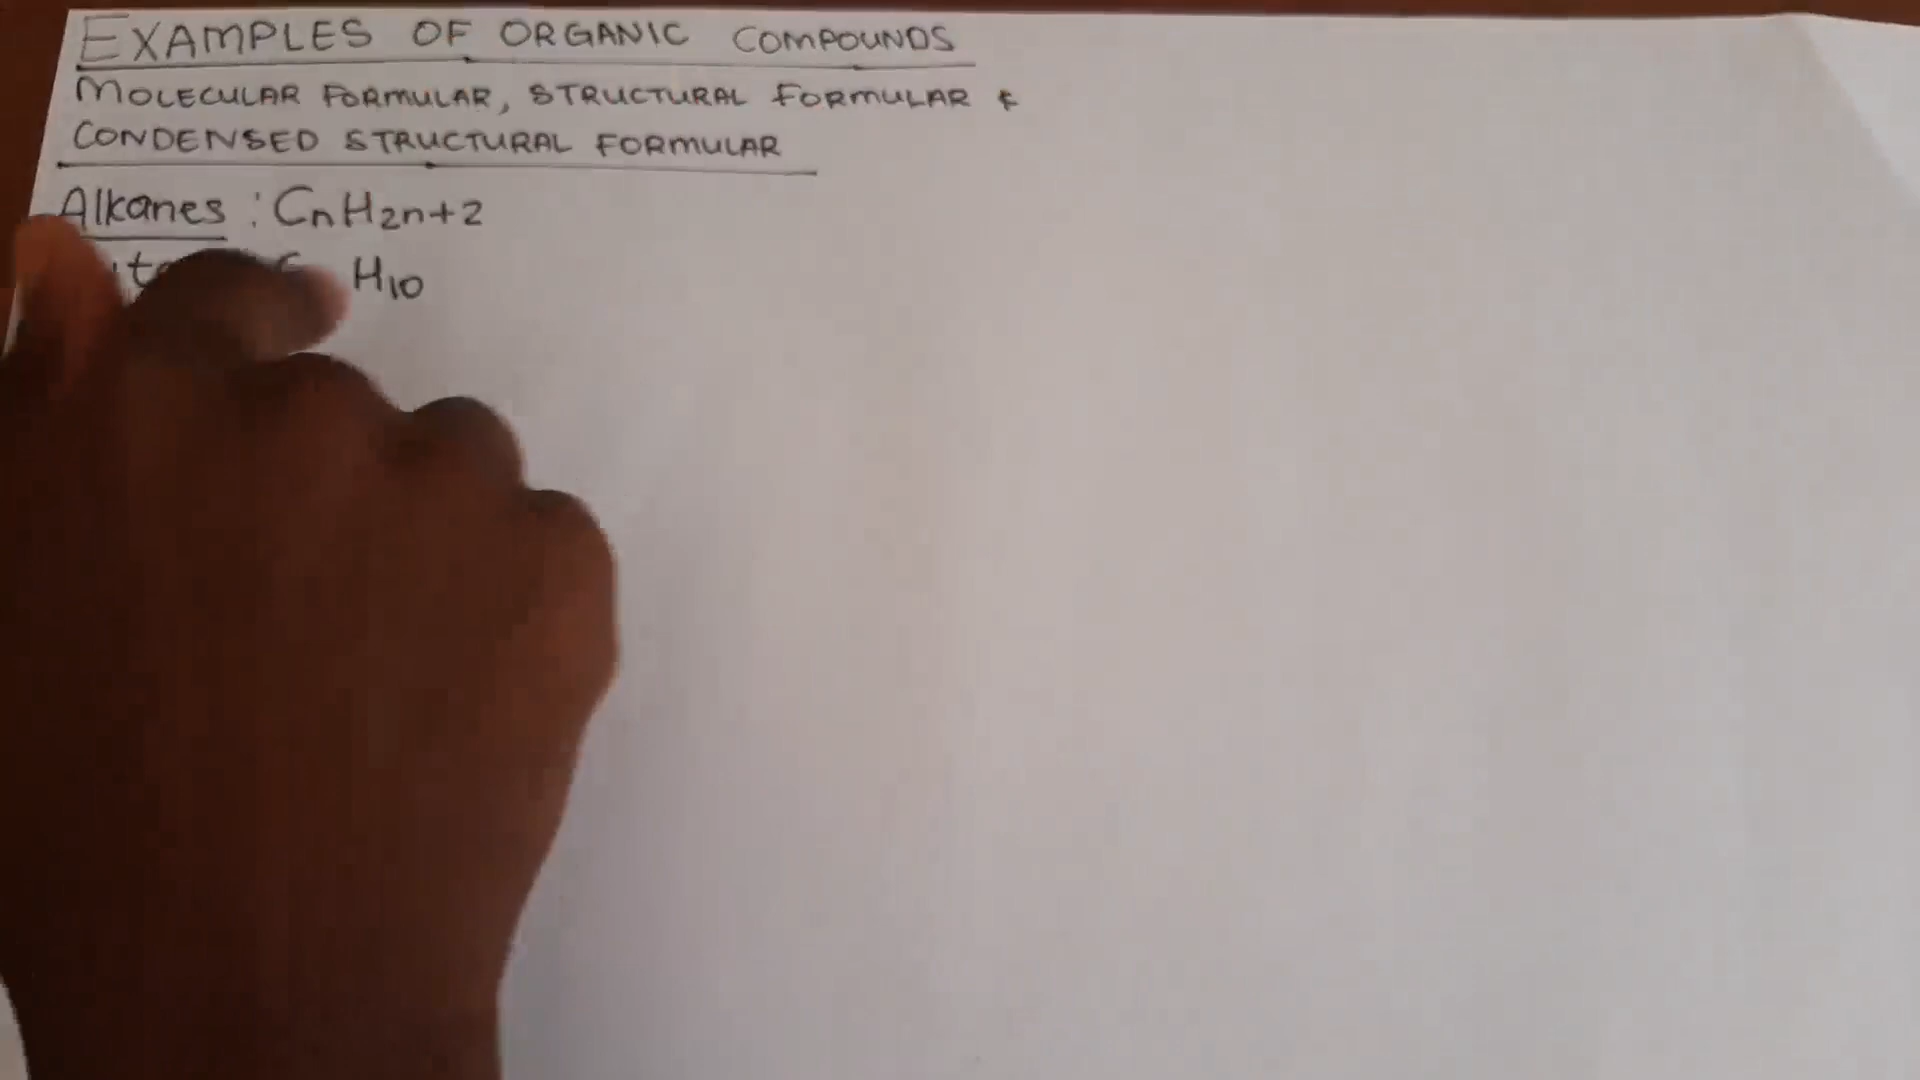 EXAMPLES OF ORGANIC COMPOUNDS
MOLECULAR FORMULAR, STRUCTURAL FORMULAR &
CONDENSED STRUCTURAL FORMULAR
Alkanes : CnH2n+2
H10